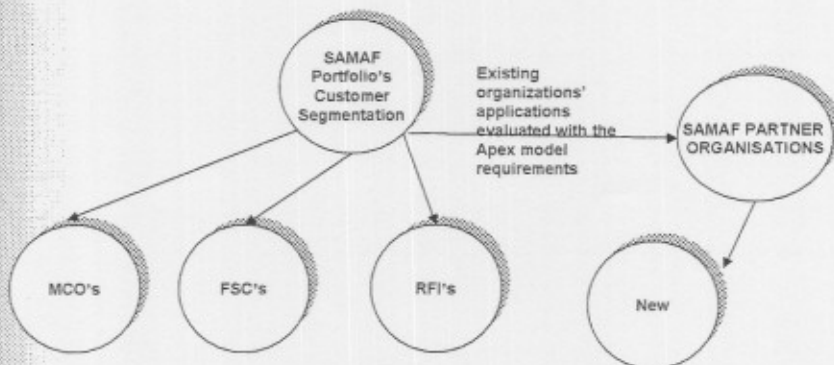 SAMAF
Portfolio's
Customer
Segmentation
Existing
organizations'
applications
evaluated with the
Apex model
requirements
SAMAF PARTNER
ORGANISATIONS
MCO's
FSC's
RFI's
New